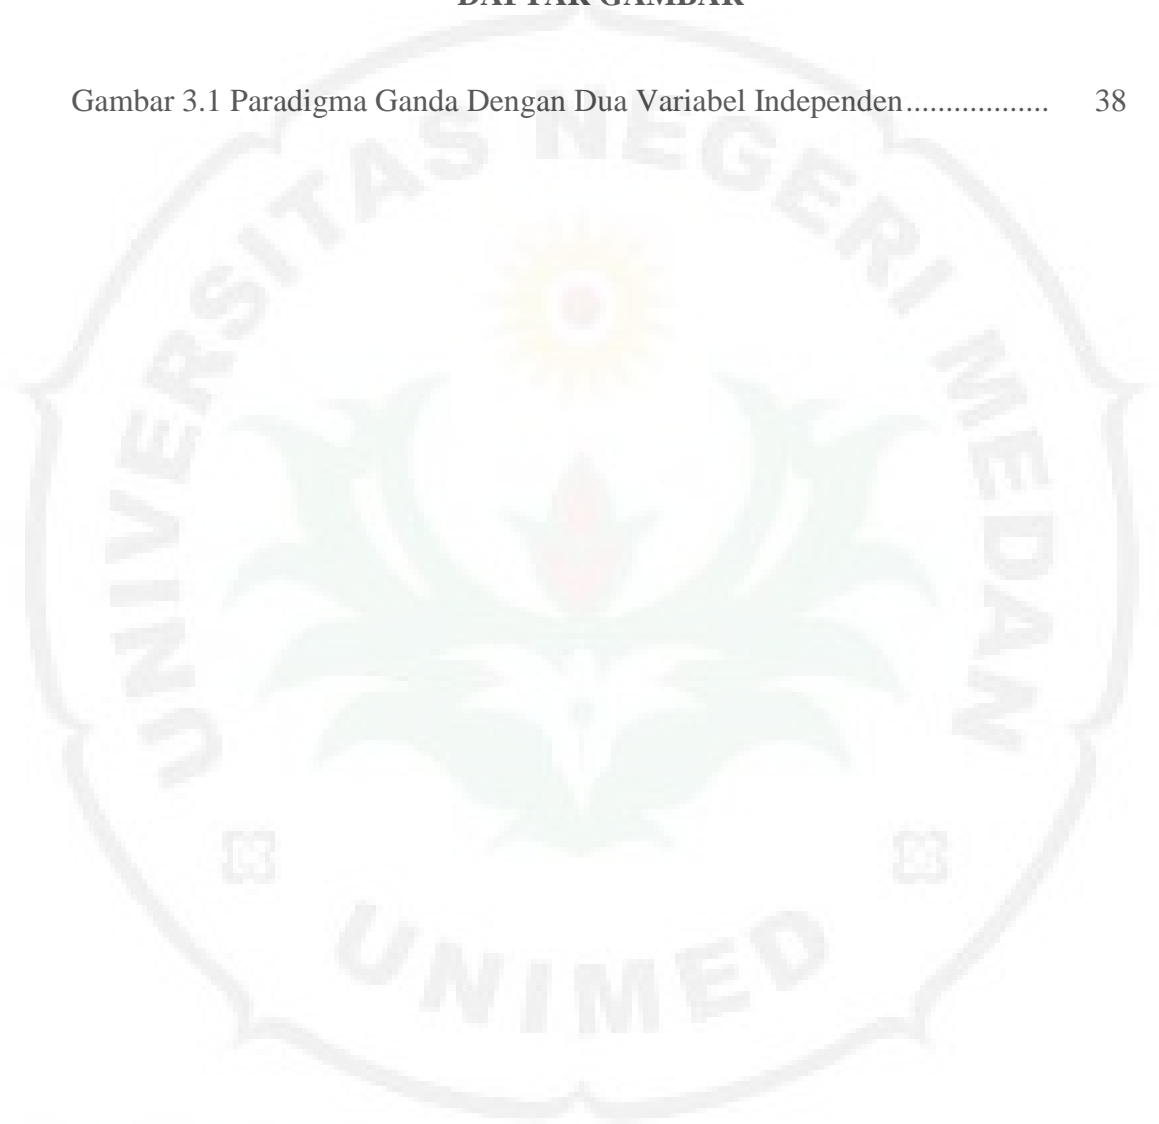 DAFTAR GAMBAR
Gambar 3.1 Paradigma Ganda Dengan Dua Variabel Independen.................. 38
UNIVERSITAS NEGERI MEDAN
UNIMED